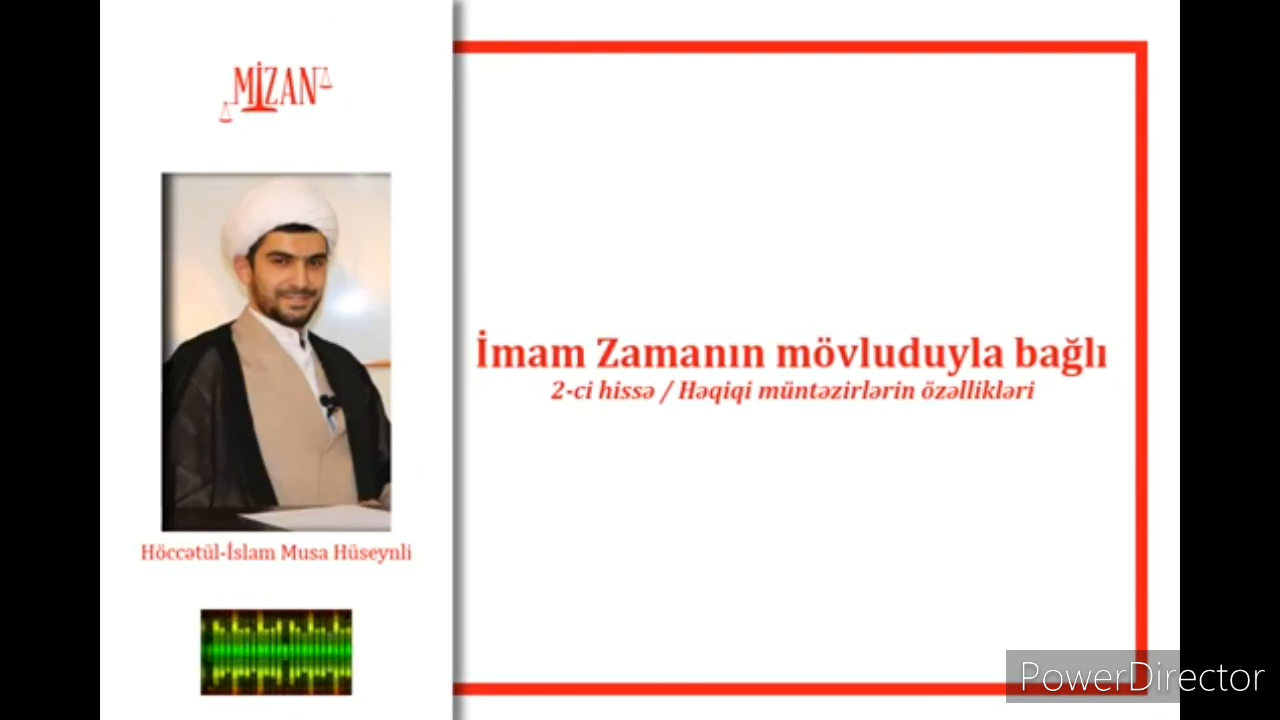 MİZAN
Höccətül-İslam Musa Hüseynli
İmam Zamanın mövluduyla bağlı
2-ci hissə / Həqiqi müntəzirlərin özəllikləri
PowerDirector